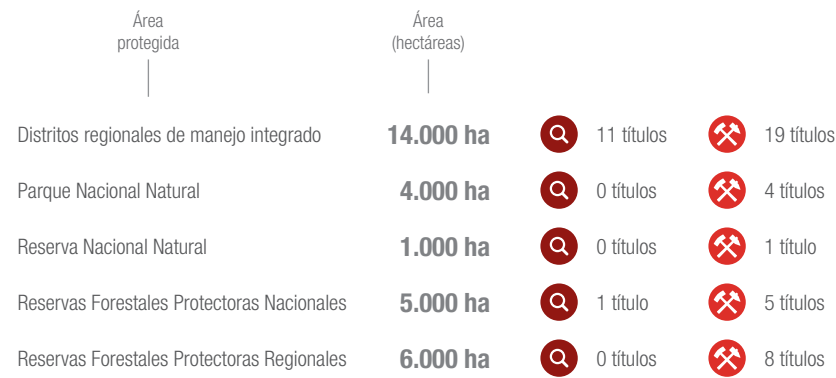 Área
protegida
Área
(hectáreas)
Distritos regionales de manejo integrado 14.000 ha 11 títulos 19 títulos
Parque Nacional Natural 4.000 ha 0 títulos 4 títulos
Reserva Nacional Natural 1.000 ha 0 títulos 1 título
Reservas Forestales Protectoras Nacionales 5.000 ha 1 título 5 títulos
Reservas Forestales Protectoras Regionales 6.000 ha 0 títulos 8 títulos